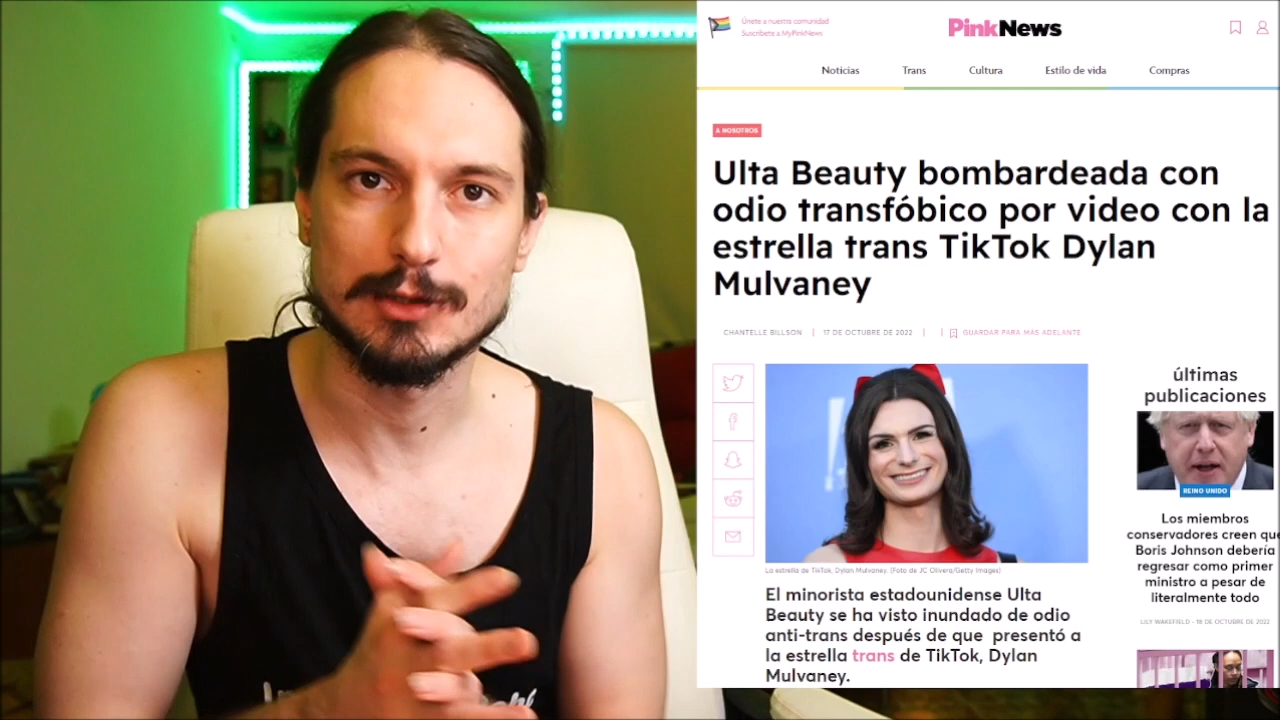 Únete a nuestra comunidad
Suscríbete a MyPinkNews
PinkNews
Noticias Trans Cultura Estilo de vida Compras
A NOSOTROS
Ulta Beauty bombardeada con
odio transfóbico por video con la
estrella trans TikTok Dylan
Mulvaney
CHANTELLE BILLSON | 17 DE OCTUBRE DE 2022 | | GUARDAR PARA MÁS ADELANTE
La estrella de TikTok, Dylan Mulvaney. (Foto de JC Olivera/Getty Images)
El minorista estadounidense Ulta
Beauty se ha visto inundado de odio
anti-trans después de que presentó a
la estrella trans de TikTok, Dylan
Mulvaney.
últimas
publicaciones
REINO UNIDO
Los miembros
conservadores creen que
Boris Johnson debería
regresar como primer
ministro a pesar de
literalmente todo
LILY WAKEFIELD - 18 DE OCTUBRE DE 2022